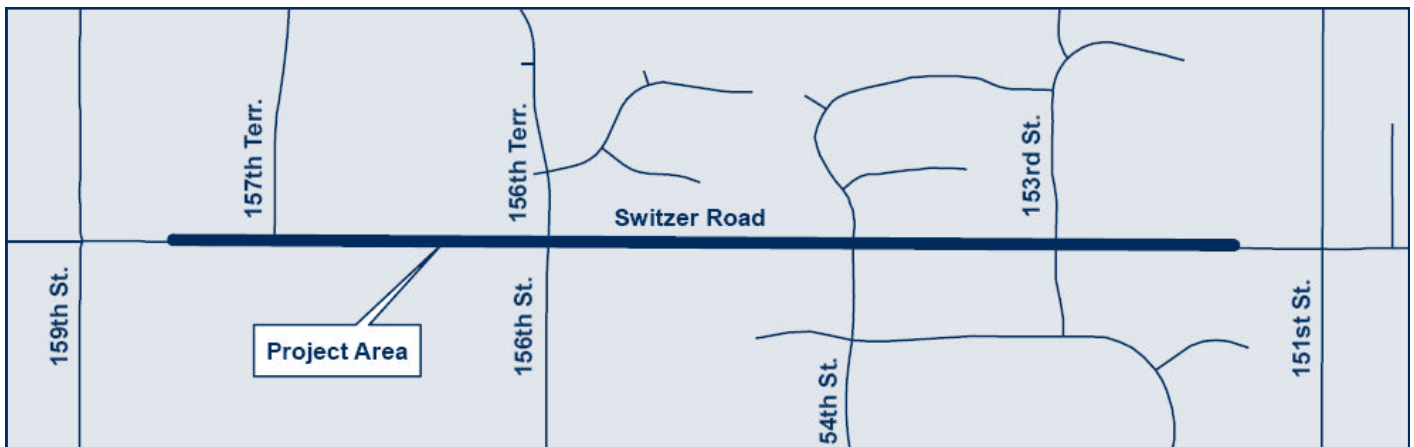 157th Terr.
156th Terr.
153rd St.
Switzer Road
159th St.
Project Area
156th St.
54th St.
151st St.